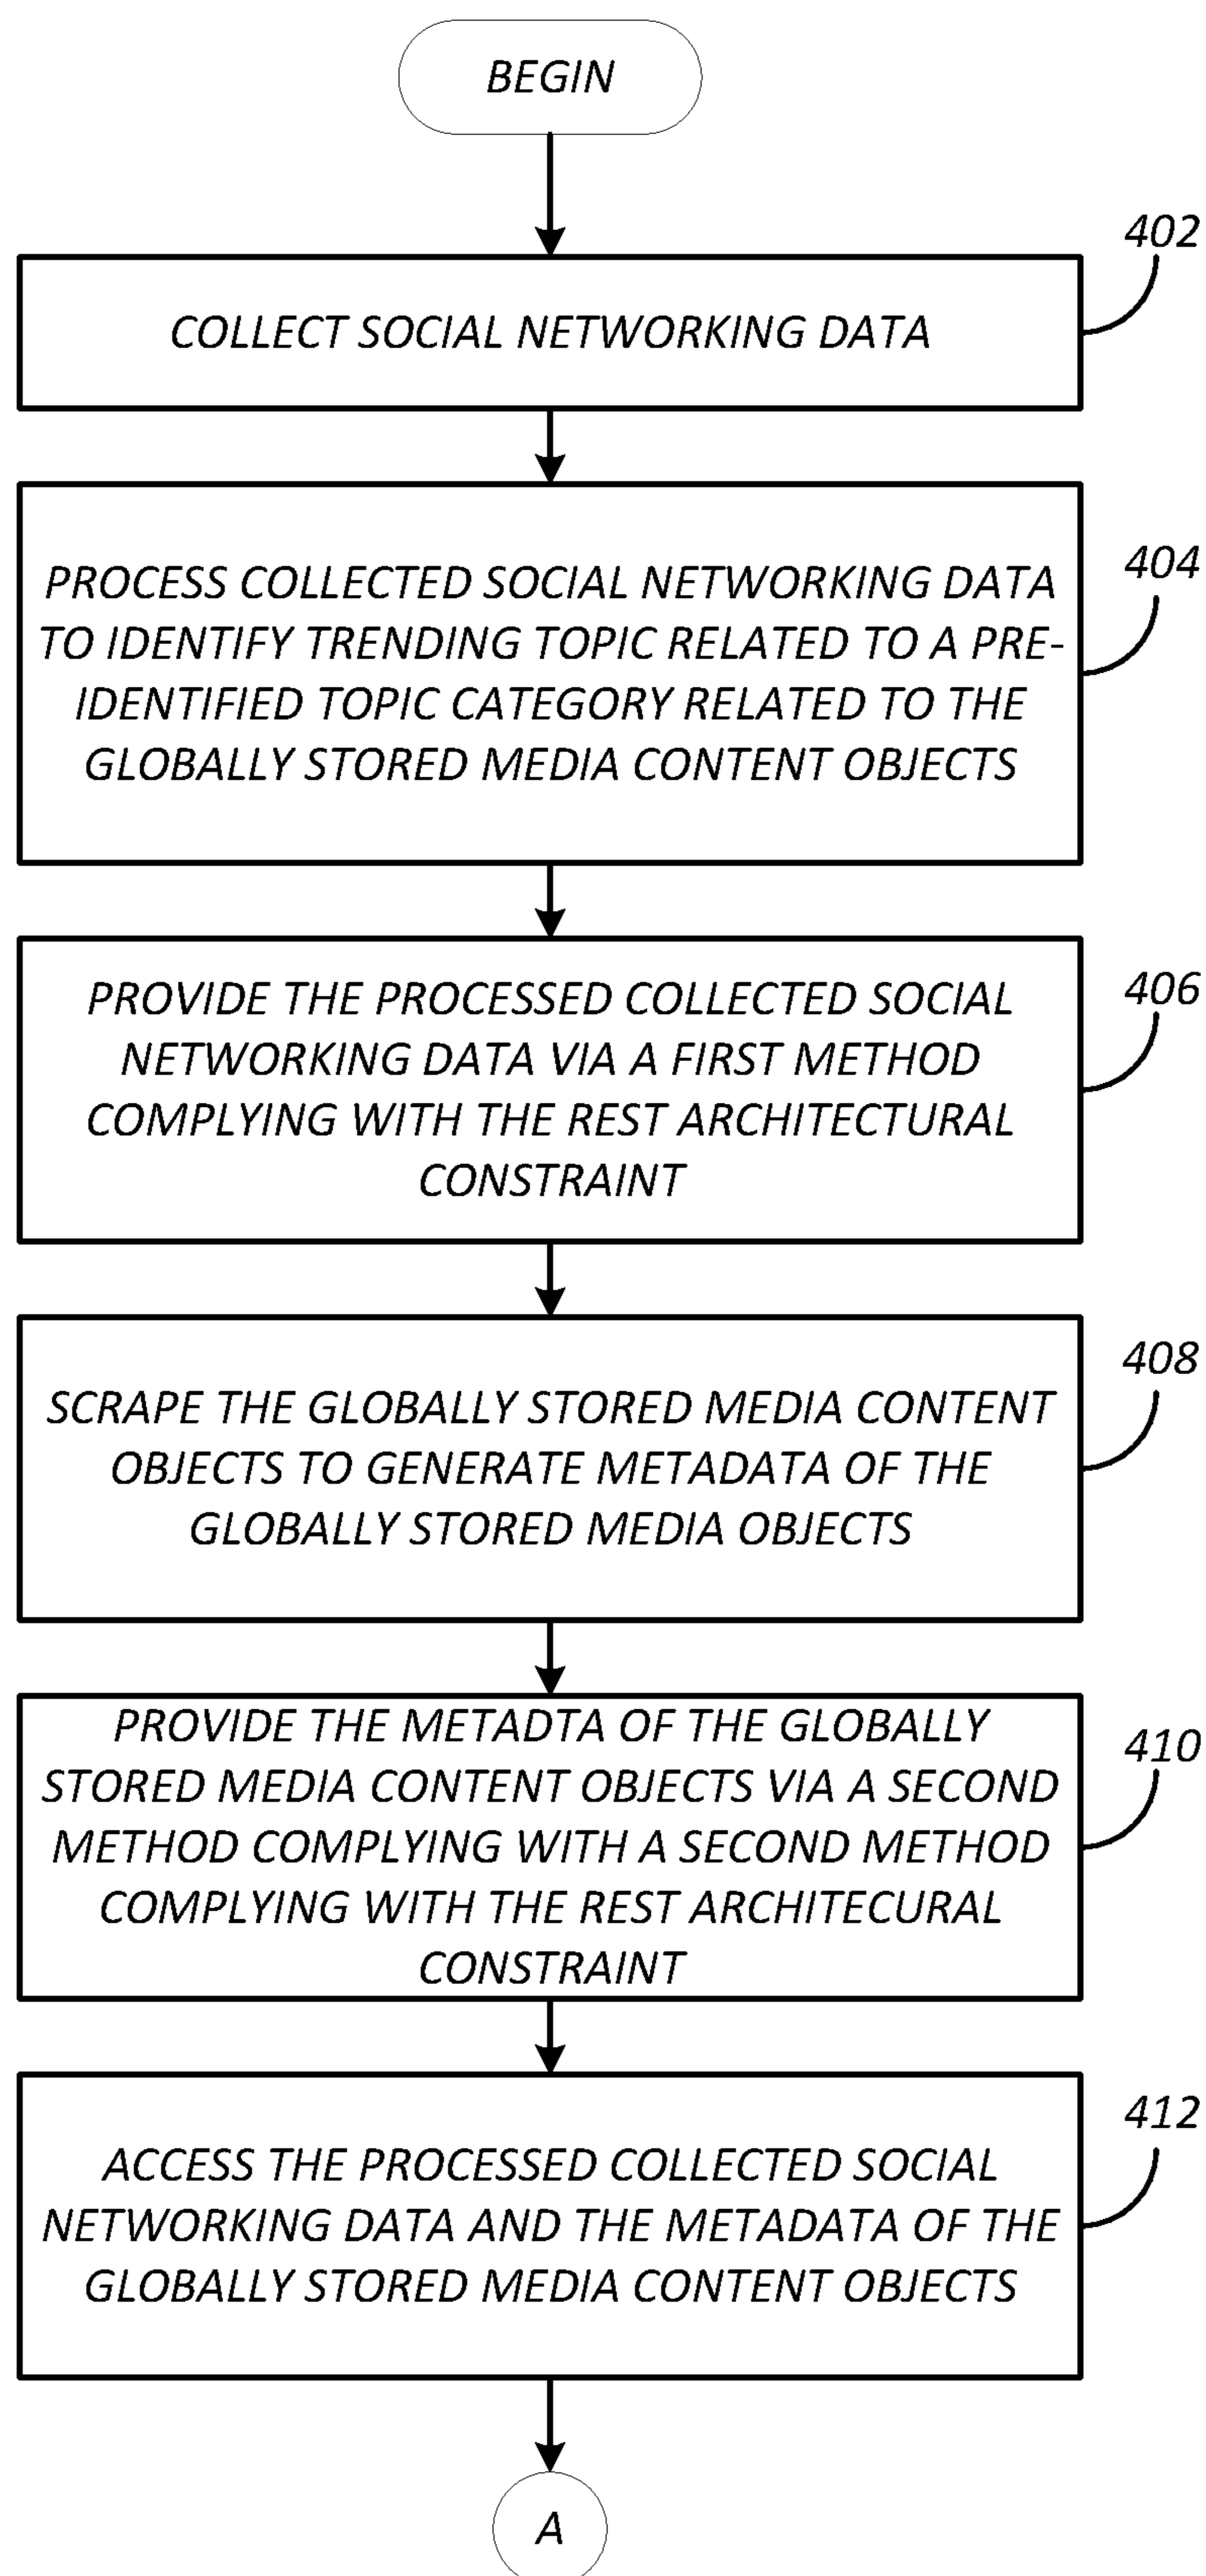 BEGIN
402
COLLECT SOCIAL NETWORKING DATA
404
PROCESS COLLECTED SOCIAL NETWORKING DATA
TO IDENTIFY TRENDING TOPIC RELATED TO A PRE-
IDENTIFIED TOPIC CATEGORY RELATED TO THE
GLOBALLY STORED MEDIA CONTENT OBJECTS
406
PROVIDE THE PROCESSED COLLECTED SOCIAL
NETWORKING DATA VIA A FIRST METHOD
COMPLYING WITH THE REST ARCHITECTURAL
CONSTRAINT
408
SCRAPE THE GLOBALLY STORED MEDIA CONTENT
OBJECTS TO GENERATE METADATA OF THE
GLOBALLY STORED MEDIA OBJECTS
410
PROVIDE THE METADTA OF THE GLOBALLY
STORED MEDIA CONTENT OBJECTS VIA A SECOND
METHOD COMPLYING WITH A SECOND METHOD
COMPLYING WITH THE REST ARCHITECURAL
CONSTRAINT
412
ACCESS THE PROCESSED COLLECTED SOCIAL
NETWORKING DATA AND THE METADATA OF THE
GLOBALLY STORED MEDIA CONTENT OBJECTS
A